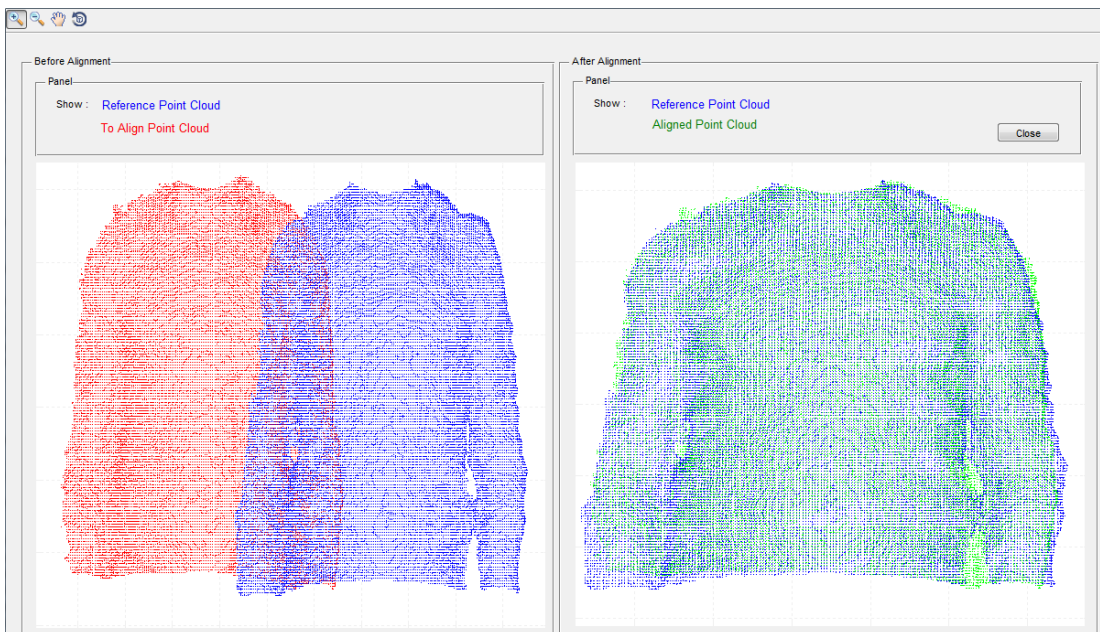 Before Alignment
Panel
Show : Reference Point Cloud
To Align Point Cloud
After Alignment
Panel
Show : Reference Point Cloud
Aligned Point Cloud
Close